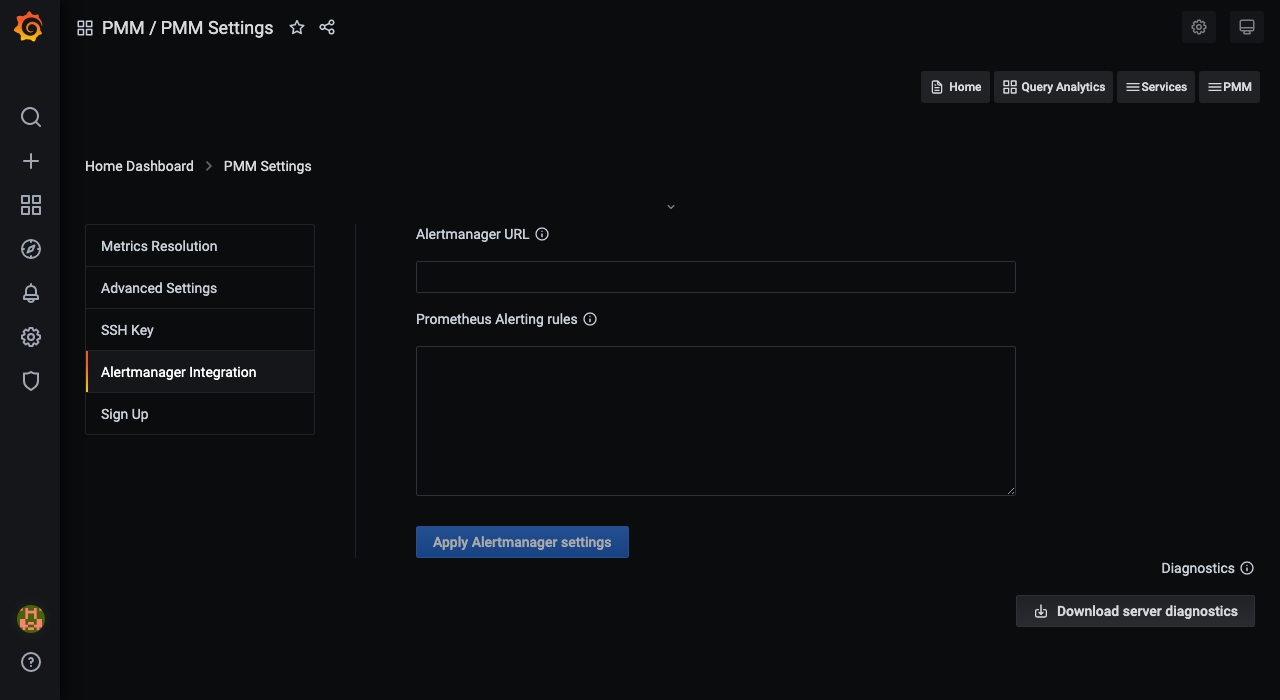 PMM / PMM Settings
Home
Query Analytics
Services
PMM
Home Dashboard > PMM Settings
Metrics Resolution
Advanced Settings
SSH Key
Alertmanager Integration
Sign Up
Alertmanager URL
Prometheus Alerting rules
Apply Alertmanager settings
Diagnostics
Download server diagnostics